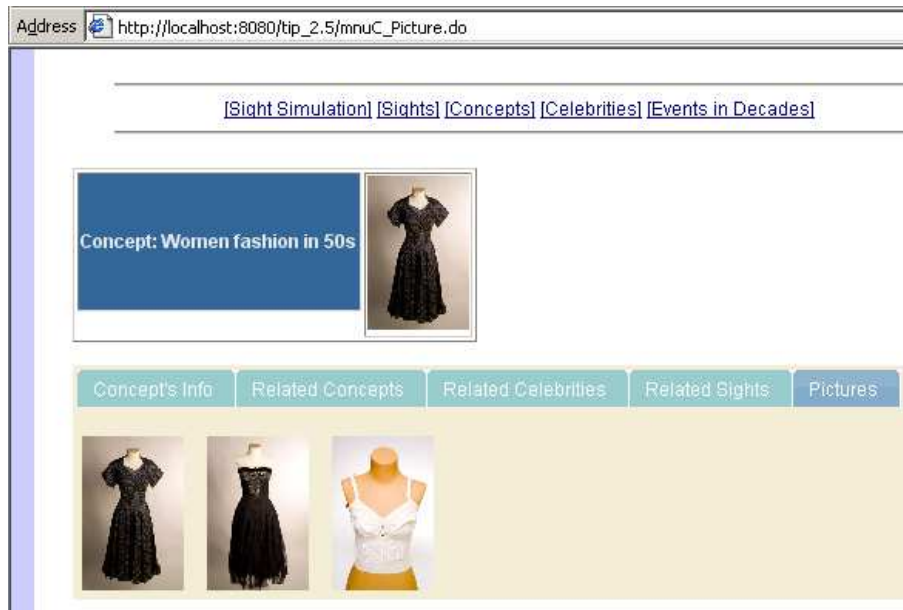 Address http://localhost:8080/tip_2.5/mnuC_Picture.do
[Sight Simulation] [Sights] [Concepts] [Celebrities] [Events in Decades]
Concept: Women fashion in 50s
Concept's Info Related Concepts Related Celebrities Related Sights Pictures